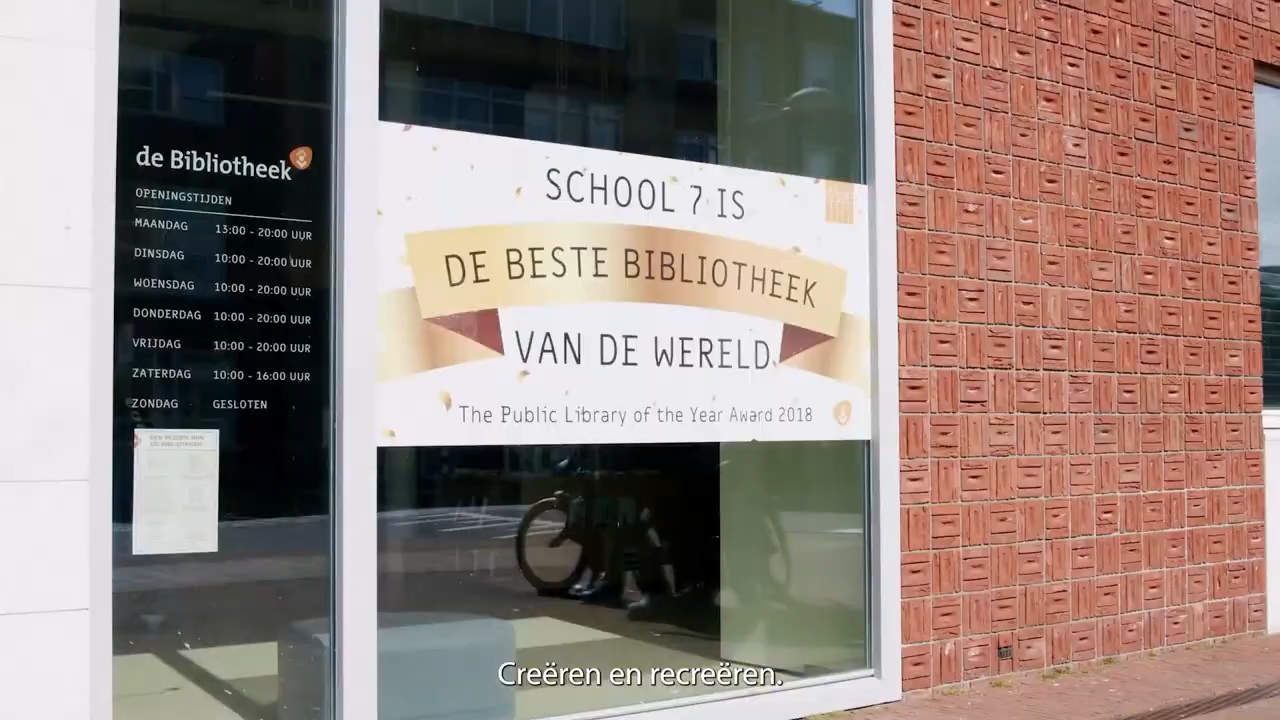 de Bibliotheek
OPENINGSTIJDEN
MAANDAG 13:00 - 20:00 UUR
DINSDAG 10:00 - 20:00 UUR
WOENSDAG 10:00 - 20:00 UUR
DONDERDAG 10:00 - 20:00 UUR
VRIJDAG 10:00 - 20:00 UUR
ZATERDAG 10:00 - 16:00 UUR
ZONDAG GESLOTEN
SCHOOL 7 IS
DE BESTE BIBLIOTHEEK
VAN DE WERELD
The Public Library of the Year Award 2018
Creëren en recreëren.